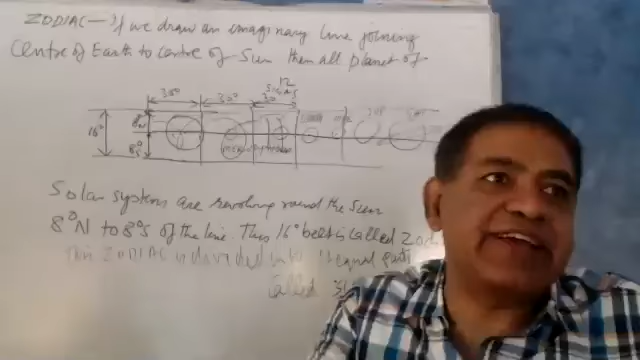 ZODIAC — If we draw an imaginary line joining
Centre of Earth to centre of Sun then all planet of
12
Signs
30° 30° 30°
16° 8°N
8°S
Solar system are revolving round the Sun
8°N to 8°S of the line. This 16° belt is called Zod
This ZODIAC is divided into 12 equal parts
Called